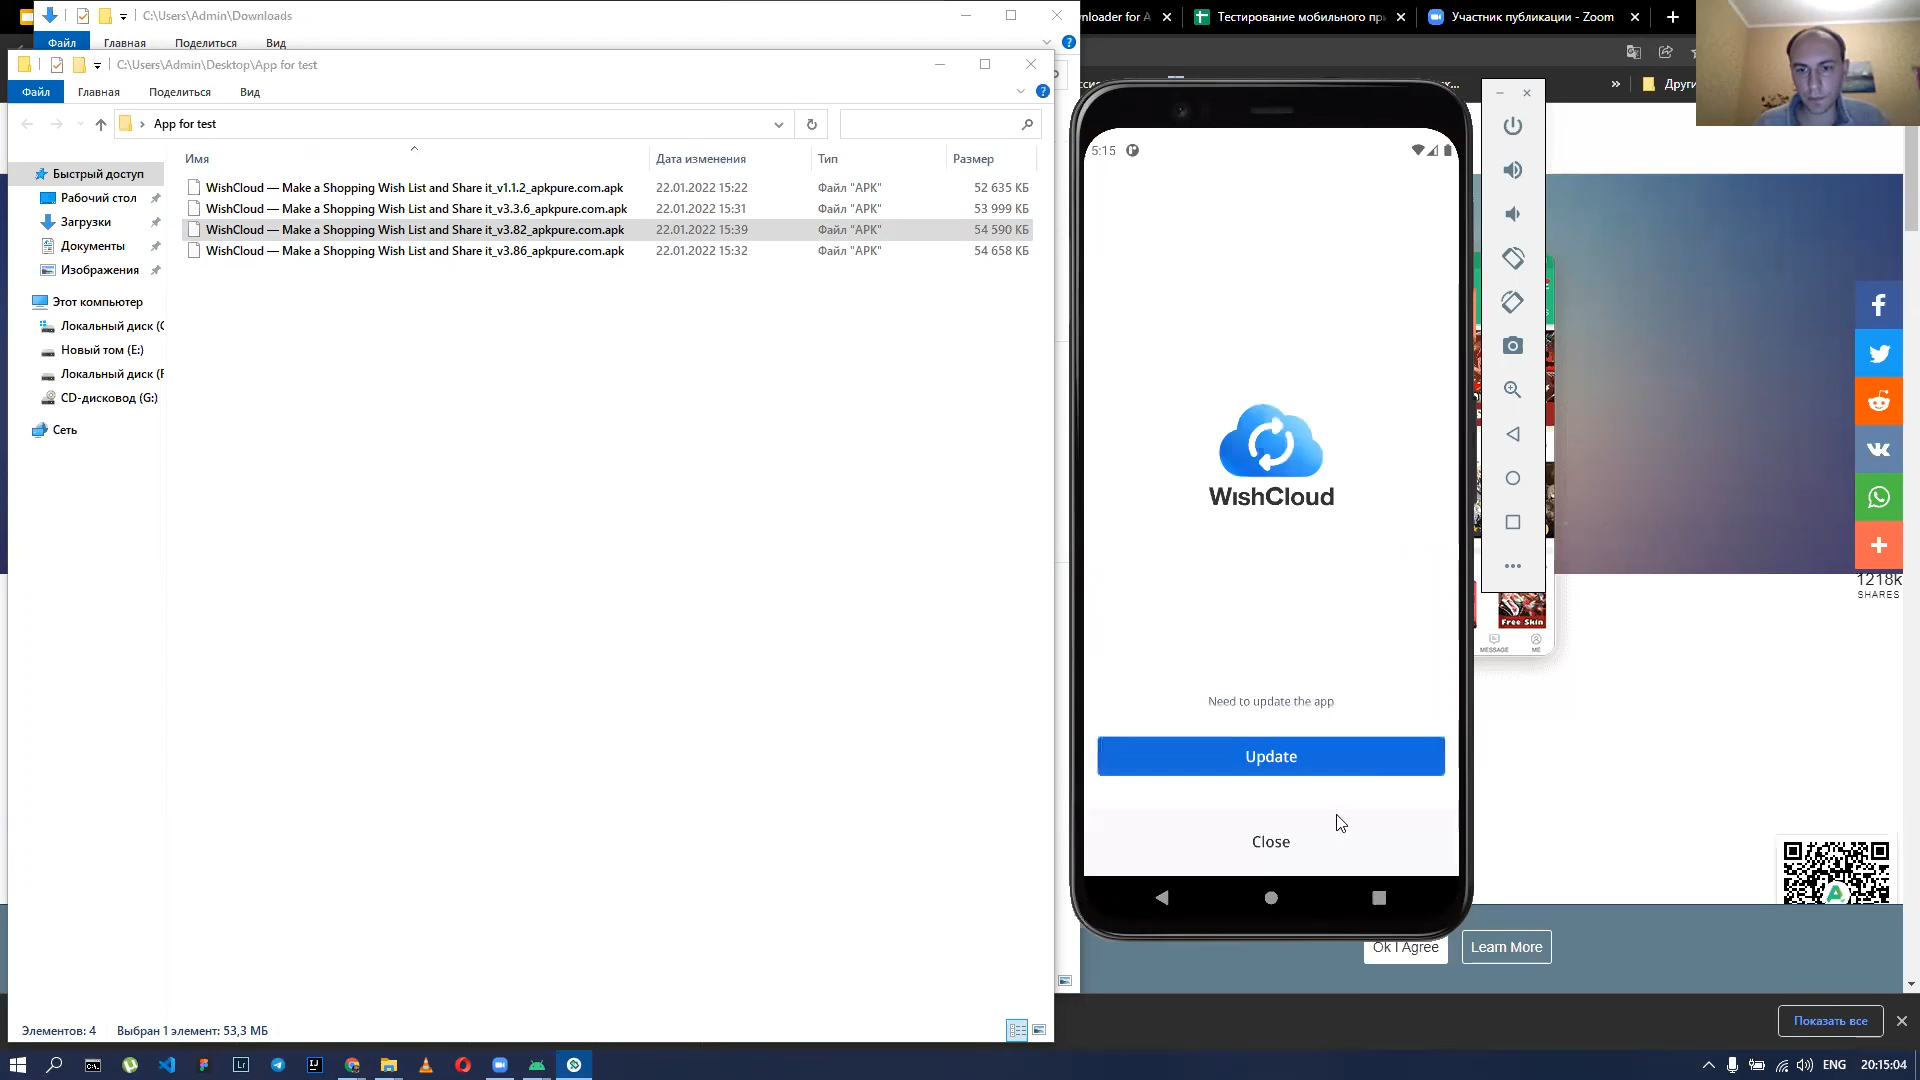 C:\Users\Admin\Downloads
Файл Главная Поделиться Вид
C:\Users\Admin\Desktop\App for test
Файл Главная Поделиться Вид
App for test
Имя Дата изменения Тип Размер
WishCloud — Make a Shopping Wish List and Share it_v1.1.2_apkpure.com.apk 22.01.2022 15:22 Файл "APK" 52 635 КБ
WishCloud — Make a Shopping Wish List and Share it_v3.3.6_apkpure.com.apk 22.01.2022 15:31 Файл "APK" 53 999 КБ
WishCloud — Make a Shopping Wish List and Share it_v3.82_apkpure.com.apk 22.01.2022 15:39 Файл "APK" 54 590 КБ
WishCloud — Make a Shopping Wish List and Share it_v3.86_apkpure.com.apk 22.01.2022 15:32 Файл "APK" 54 658 КБ
Быстрый доступ
Рабочий стол
Загрузки
Документы
Изображения
Этот компьютер
Локальный диск (C
Новый том (E:)
Локальный диск (F
CD-дисковод (G:)
Сеть
Элементов: 4 Выбран 1 элемент: 53,3 МБ
nloader for A Тестирование мобильного пр Участник публикации - Zoom
» Други
5:15
WishCloud
Need to update the app
Update
Close
Free Skin
MESSAGE ME
1218k
SHARES
Ok I Agree Learn More
Показать все
ENG 20:15:04